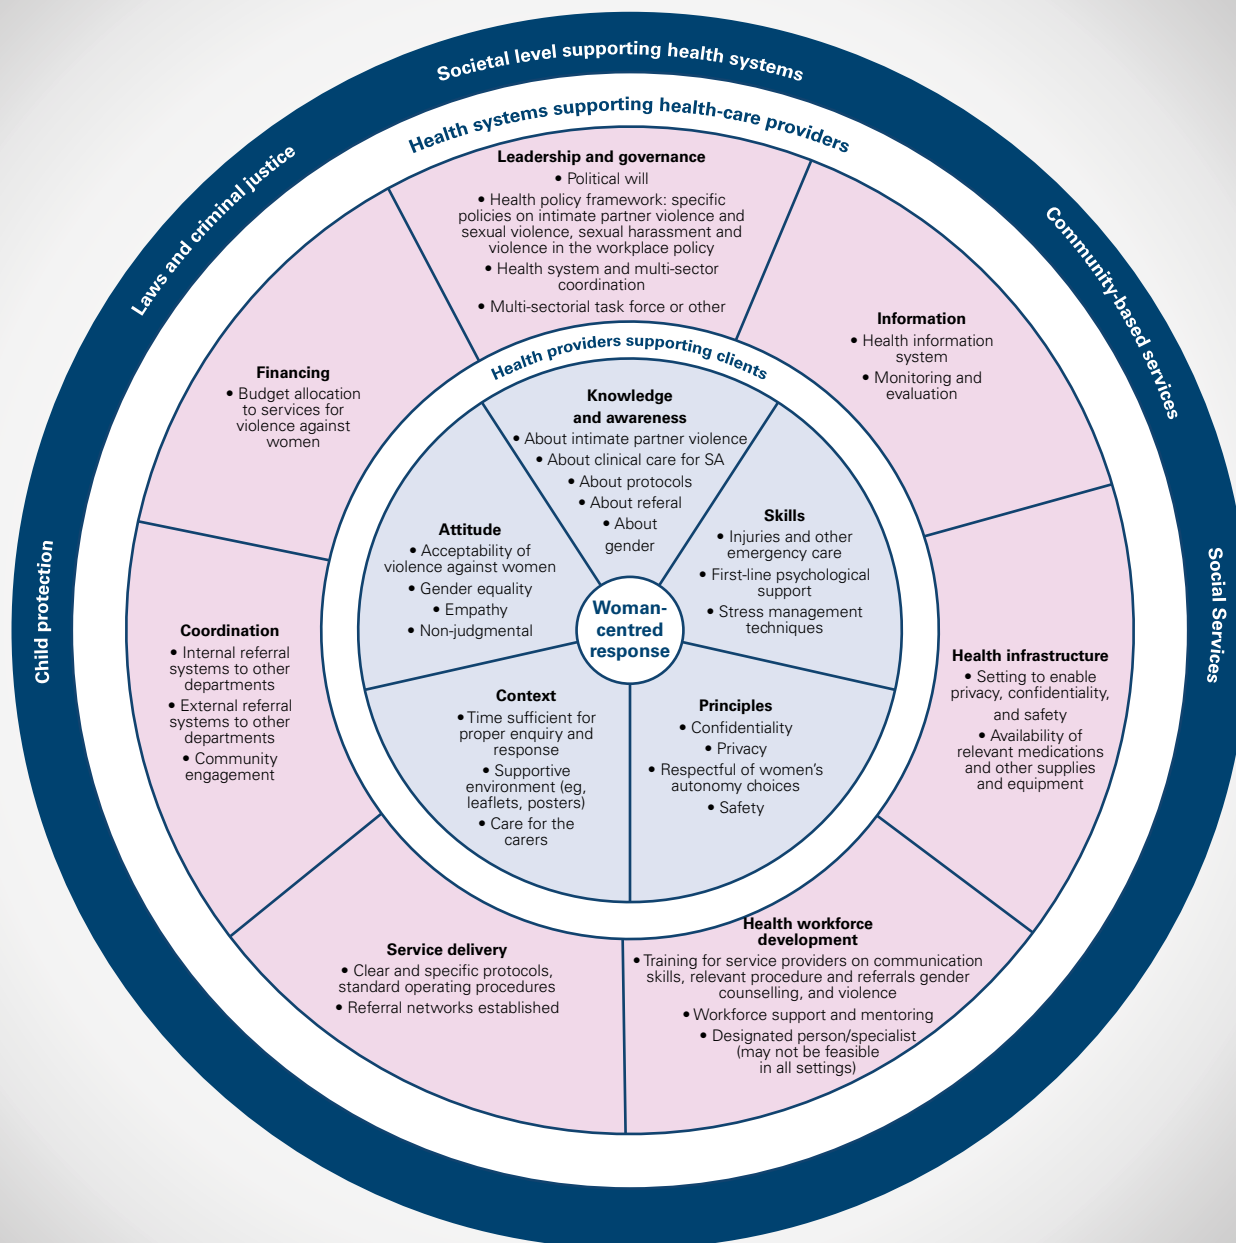 Societal level supporting health systems
Laws and criminal justice
Community-based services
Child protection
Social Services
Health systems supporting health-care providers
Leadership and governance
• Political will
• Health policy framework: specific
policies on intimate partner violence and
sexual violence, sexual harassment and
violence in the workplace policy
• Health system and multi-sector
coordination
• Multi-sectorial task force or other
Information
• Health information
system
• Monitoring and
evaluation
Health infrastructure
• Setting to enable
privacy, confidentiality,
and safety
• Availability of
relevant medications
and other supplies
and equipment
Health workforce
development
• Training for service providers on communication
skills, relevant procedure and referrals gender
counselling, and violence
• Workforce support and mentoring
• Designated person/specialist
(may not be feasible
in all settings)
Service delivery
• Clear and specific protocols,
standard operating procedures
• Referral networks established
Coordination
• Internal referral
systems to other
departments
• External referral
systems to other
departments
• Community
engagement
Financing
• Budget allocation
to services for
violence against
women
Health providers supporting clients
Knowledge
and awareness
• About intimate partner violence
• About clinical care for SA
• About protocols
• About referral
• About
gender
Skills
• Injuries and other
emergency care
• First-line psychological
support
• Stress management
techniques
Principles
• Confidentiality
• Privacy
• Respectful of women’s
autonomy choices
• Safety
Context
• Time sufficient for
proper enquiry and
response
• Supportive
environment (eg,
leaflets, posters)
• Care for the
carers
Attitude
• Acceptability of
violence against women
• Gender equality
• Empathy
• Non-judgmental
Woman-
centred
response